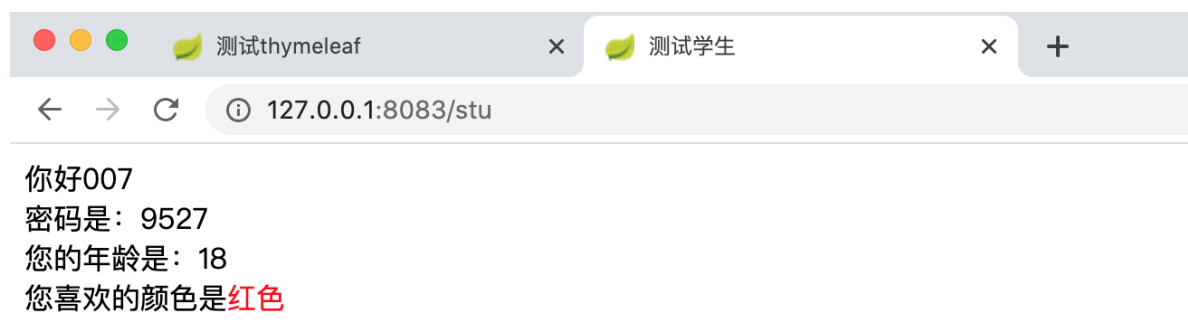 测试thymeleaf
测试学生
127.0.0.1:8083/stu
你好007
密码是：9527
您的年龄是：18
您喜欢的颜色是红色